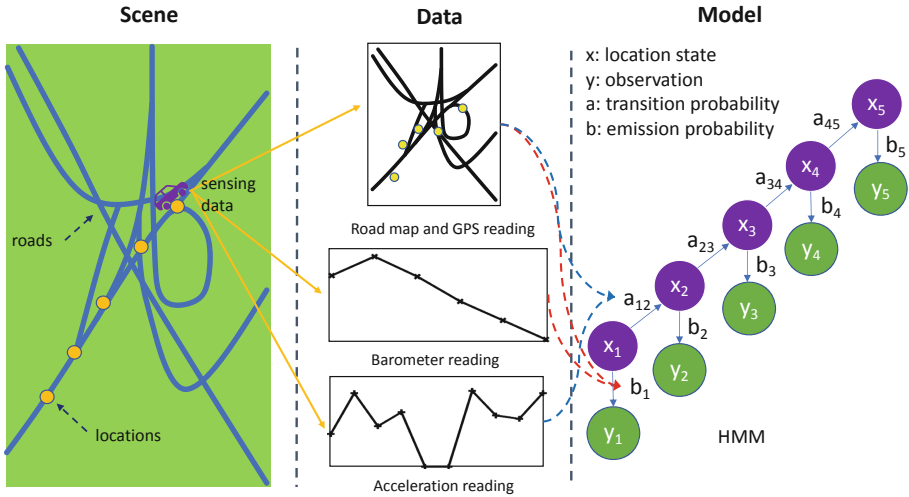 Scene
Data
Model
roads
sensing
data
locations
Road map and GPS reading
Barometer reading
Acceleration reading
x: location state
y: observation
a: transition probability
b: emission probability
x1
a12
x2
a23
x3
a34
x4
a45
x5
b1
y1
b2
y2
b3
y3
b4
y4
b5
y5
HMM